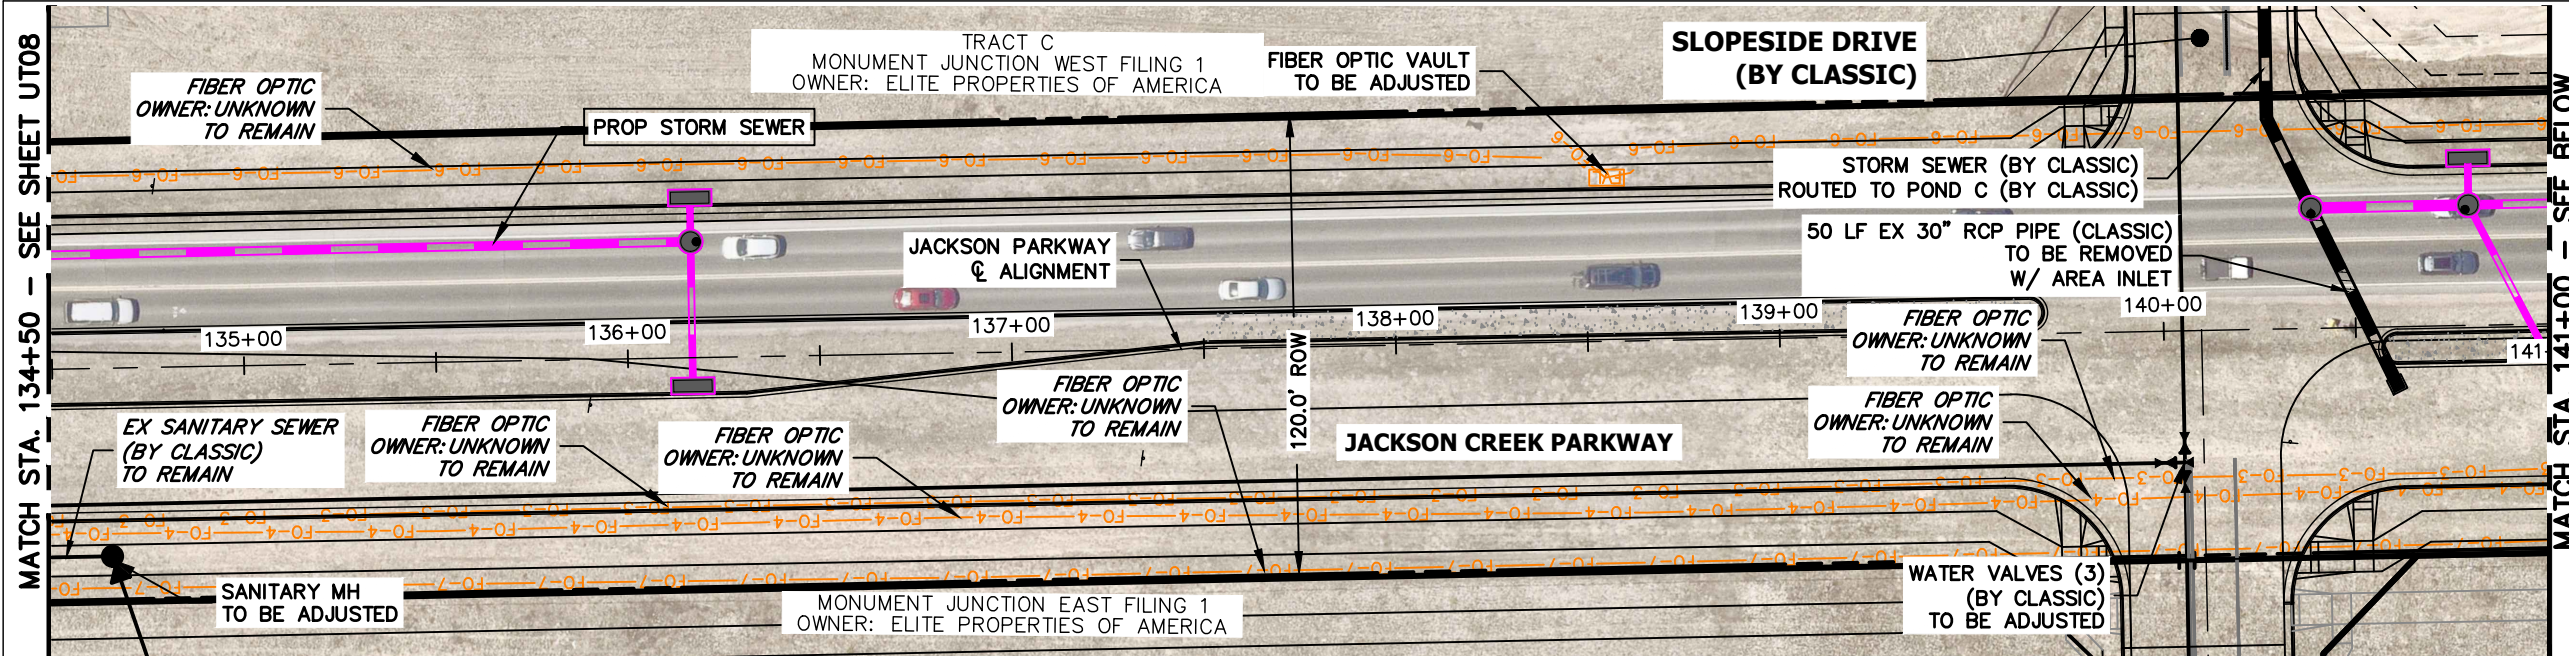 MATCH STA. 134+50 - SEE SHEET UT08
FIBER OPTIC
OWNER: UNKNOWN
TO REMAIN
PROP STORM SEWER
TRACT C
MONUMENT JUNCTION WEST FILING 1
OWNER: ELITE PROPERTIES OF AMERICA
FIBER OPTIC VAULT
TO BE ADJUSTED
SLOPESIDE DRIVE
(BY CLASSIC)
STORM SEWER (BY CLASSIC)
ROUTED TO POND C (BY CLASSIC)
50 LF EX 30" RCP PIPE (CLASSIC)
TO BE REMOVED
W/ AREA INLET
JACKSON PARKWAY
℄ ALIGNMENT
135+00
136+00
137+00
138+00
139+00
140+00
141+
120.0' ROW
FIBER OPTIC
OWNER: UNKNOWN
TO REMAIN
FIBER OPTIC
OWNER: UNKNOWN
TO REMAIN
FIBER OPTIC
OWNER: UNKNOWN
TO REMAIN
JACKSON CREEK PARKWAY
EX SANITARY SEWER
(BY CLASSIC)
TO REMAIN
FIBER OPTIC
OWNER: UNKNOWN
TO REMAIN
FIBER OPTIC
OWNER: UNKNOWN
TO REMAIN
SANITARY MH
TO BE ADJUSTED
MONUMENT JUNCTION EAST FILING 1
OWNER: ELITE PROPERTIES OF AMERICA
WATER VALVES (3)
(BY CLASSIC)
TO BE ADJUSTED
MATCH STA 141+00 - SEE BELOW